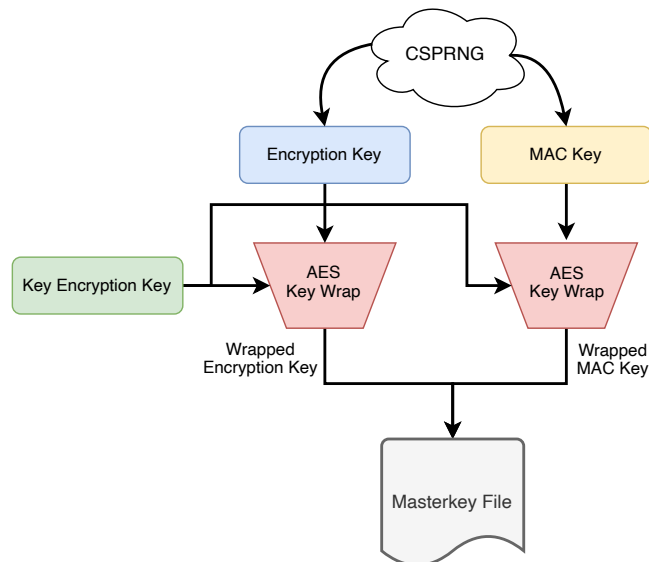 CSPRNG
Encryption Key
MAC Key
Key Encryption Key
AES
Key Wrap
AES
Key Wrap
Wrapped
Encryption Key
Wrapped
MAC Key
Masterkey File